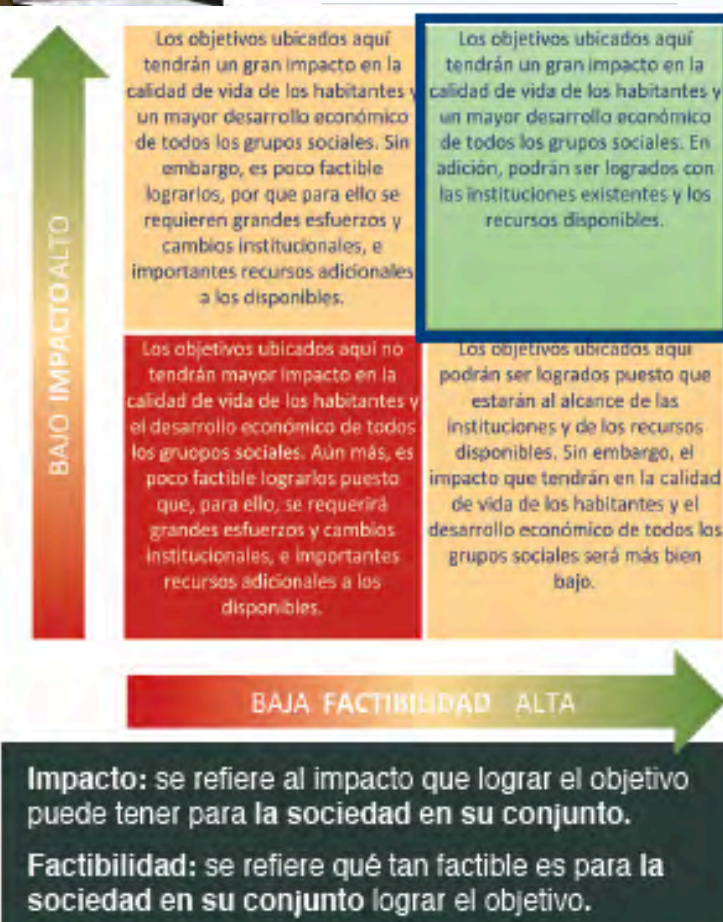 Los objetivos ubicados aquí
tendrán un gran impacto en la
calidad de vida de los habitantes y
un mayor desarrollo económico
de todos los grupos sociales. Sin
embargo, es poco factible
lograrlos, por que para ello se
requieren grandes esfuerzos y
cambios institucionales, e
importantes recursos adicionales
a los disponibles.
Los objetivos ubicados aquí
tendrán un gran impacto en la
calidad de vida de los habitantes y
un mayor desarrollo económico
de todos los grupos sociales. En
adición, podrán ser logrados con
las instituciones existentes y los
recursos disponibles.
BAJO IMPACTO ALTO
Los objetivos ubicados aquí no
tendrán mayor impacto en la
calidad de vida de los habitantes y
el desarrollo económico de todos
los gruopos sociales. Aún más, es
poco factible lograrlos puesto
que, para ello, se requerirá
grandes esfuerzos y cambios
institucionales, e importantes
recursos adicionales a los
disponibles.
Los objetivos ubicados aquí
podrán ser logrados puesto que
estarán al alcance de las
instituciones y de los recursos
disponibles. Sin embargo, el
impacto que tendrán en la calidad
de vida de los habitantes y el
desarrollo económico de todos los
grupos sociales será más bien
bajo.
BAJA FACTIBILIDAD ALTA
Impacto: se refiere al impacto que lograr el objetivo
puede tener para la sociedad en su conjunto.
Factibilidad: se refiere qué tan factible es para la
sociedad en su conjunto lograr el objetivo.